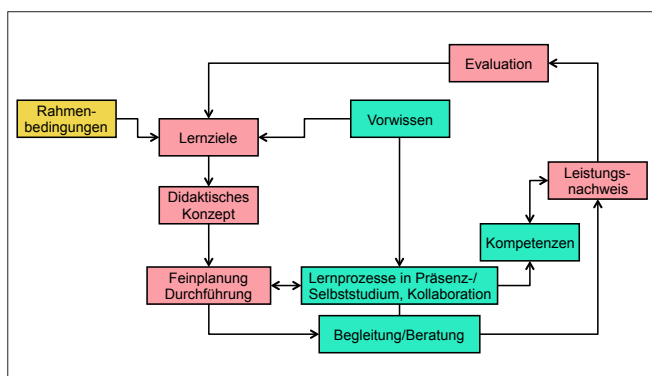 Evaluation
Rahmen-
bedingungen
Lernziele
Vorwissen
Didaktisches
Konzept
Leistungs-
nachweis
Kompetenzen
Feinplanung
Durchführung
Lernprozesse in Präsenz-/
Selbststudium, Kollaboration
Begleitung/Beratung